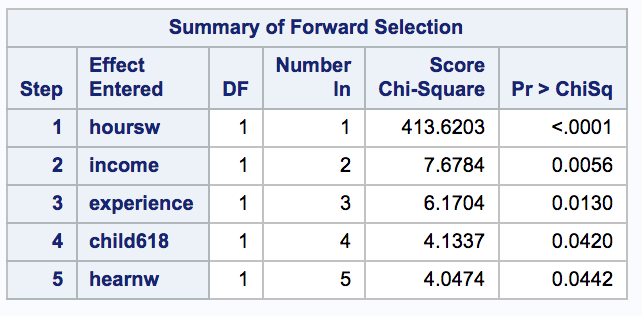 Summary of Forward Selection
Step Effect Entered DF Number In Score Chi-Square Pr > ChiSq
1 hoursw 1 1 413.6203 <.0001
2 income 1 2 7.6784 0.0056
3 experience 1 3 6.1704 0.0130
4 child618 1 4 4.1337 0.0420
5 hearnw 1 5 4.0474 0.0442